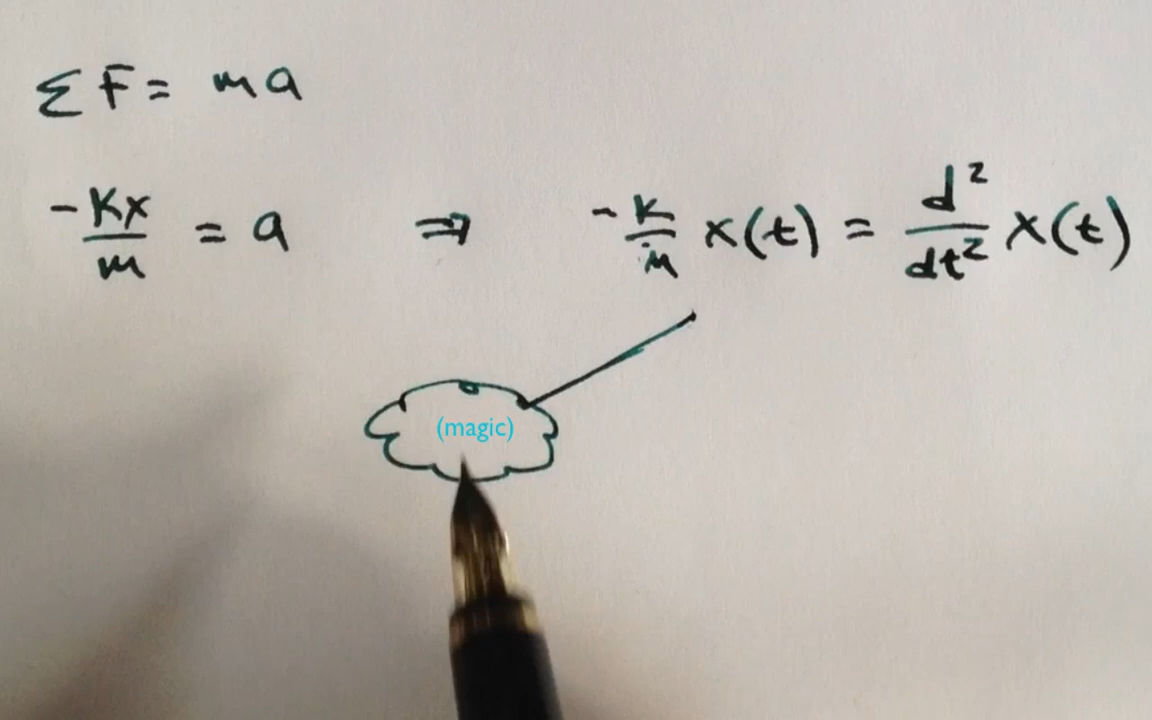 ΣF = ma
-Kx/m = a ⇒ -K/m x(t) = d²/dt² x(t)
(magic)